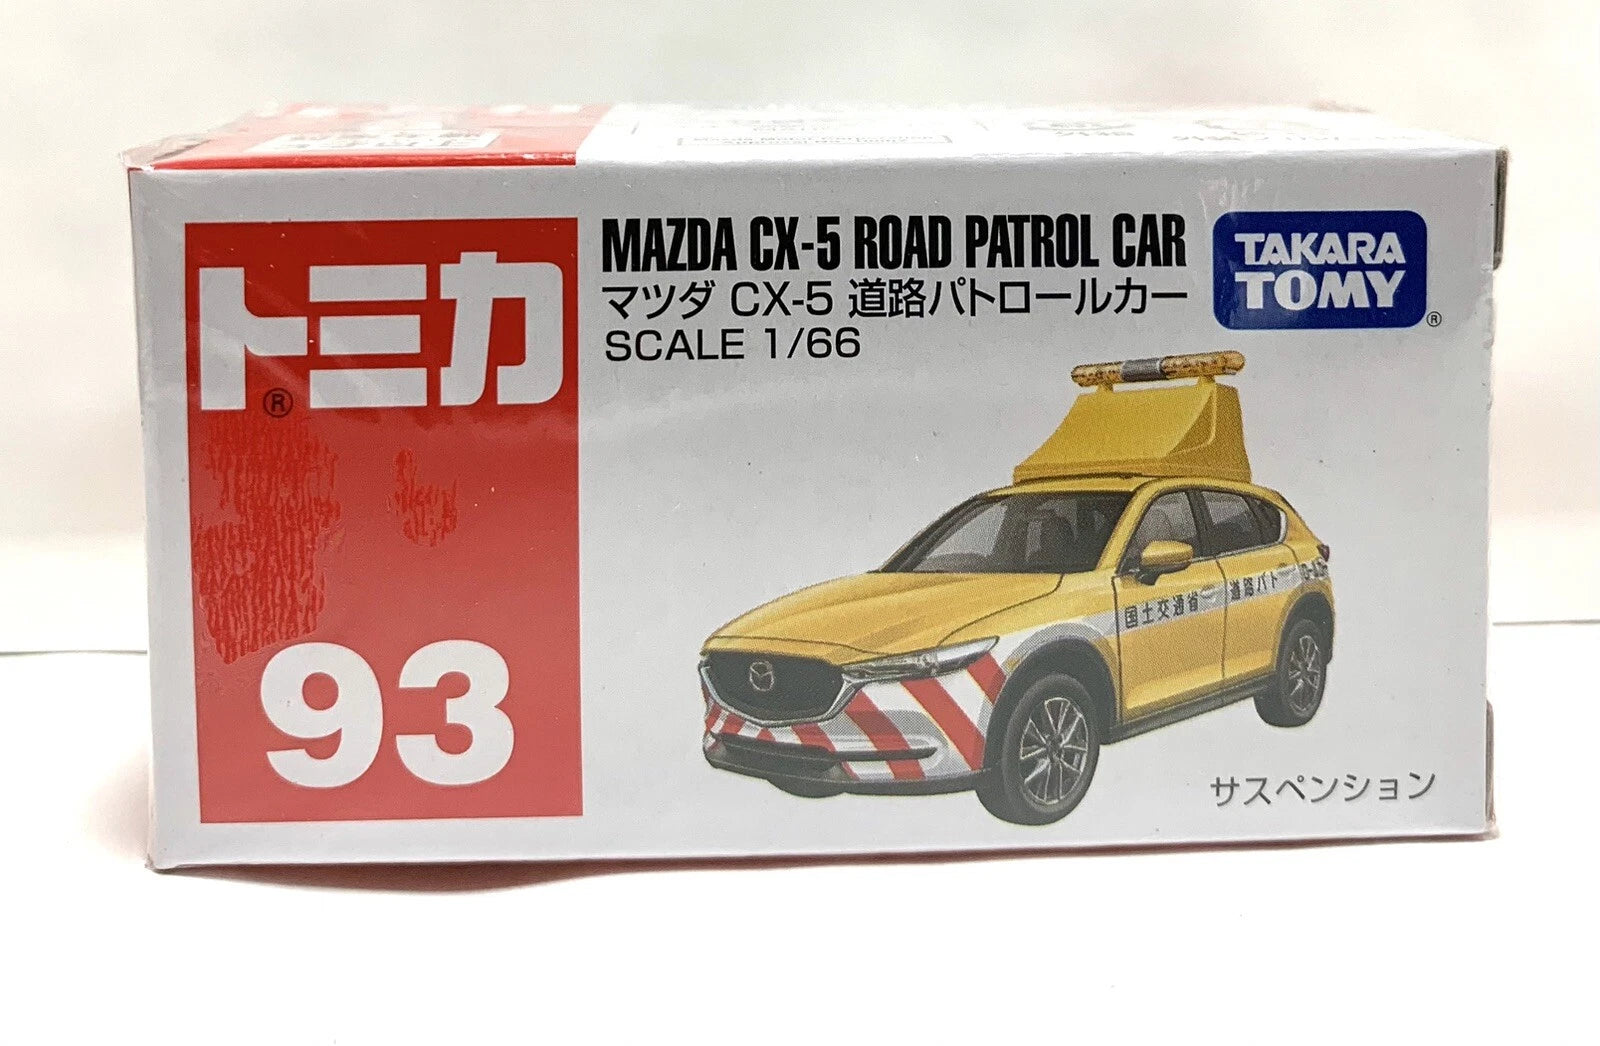 トミカ
®
93
MAZDA CX-5 ROAD PATROL CAR
マツダ CX-5 道路パトロールカー
SCALE 1/66
TAKARA
TOMY
®
国土交通省
道路パト
サスペンション